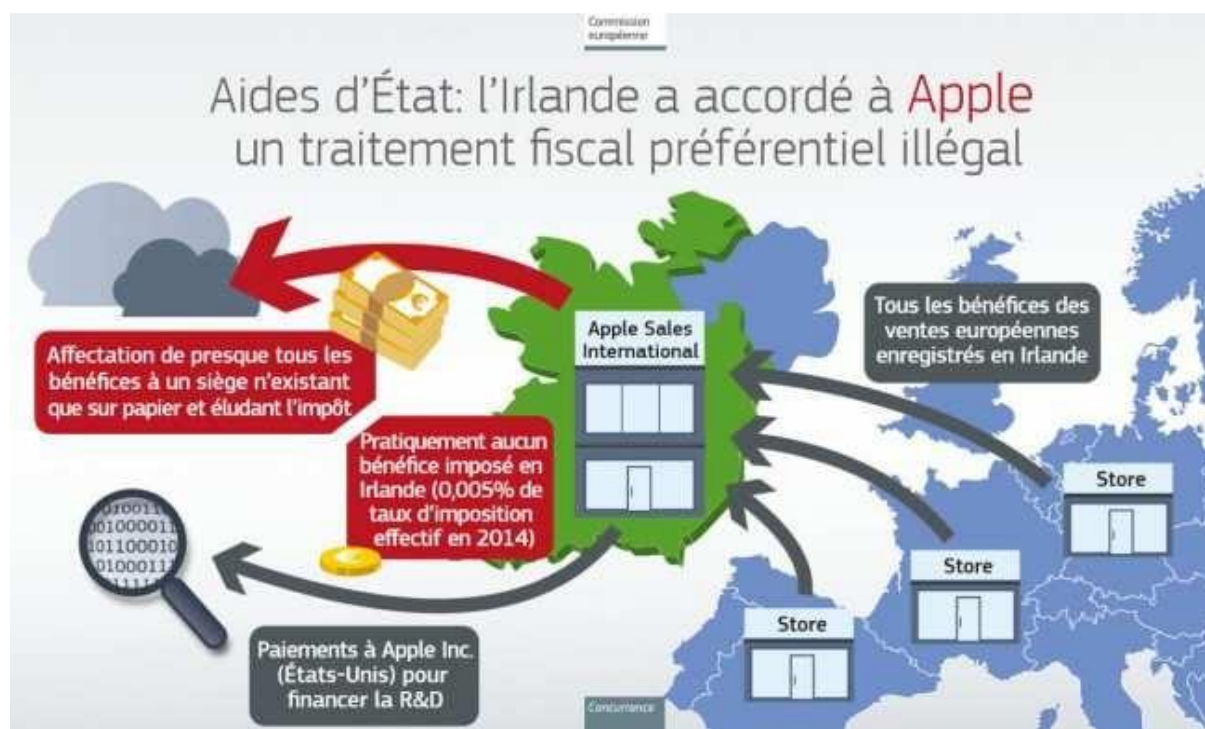 Commission
européenne
Aides d'État: l'Irlande a accordé à Apple
un traitement fiscal préférentiel illégal
Apple Sales
International
Tous les bénéfices des
ventes européennes
enregistrés en Irlande
Affectation de presque tous les
bénéfices à un siège n'existant
que sur papier et éludant l'impôt
Pratiquement aucun
bénéfice imposé en
Irlande (0,005% de
taux d'imposition
effectif en 2014)
Store
Store
Store
01000011
101100010
01000111
Paiements à Apple Inc.
(États-Unis) pour
financer la R&D
Concurrence